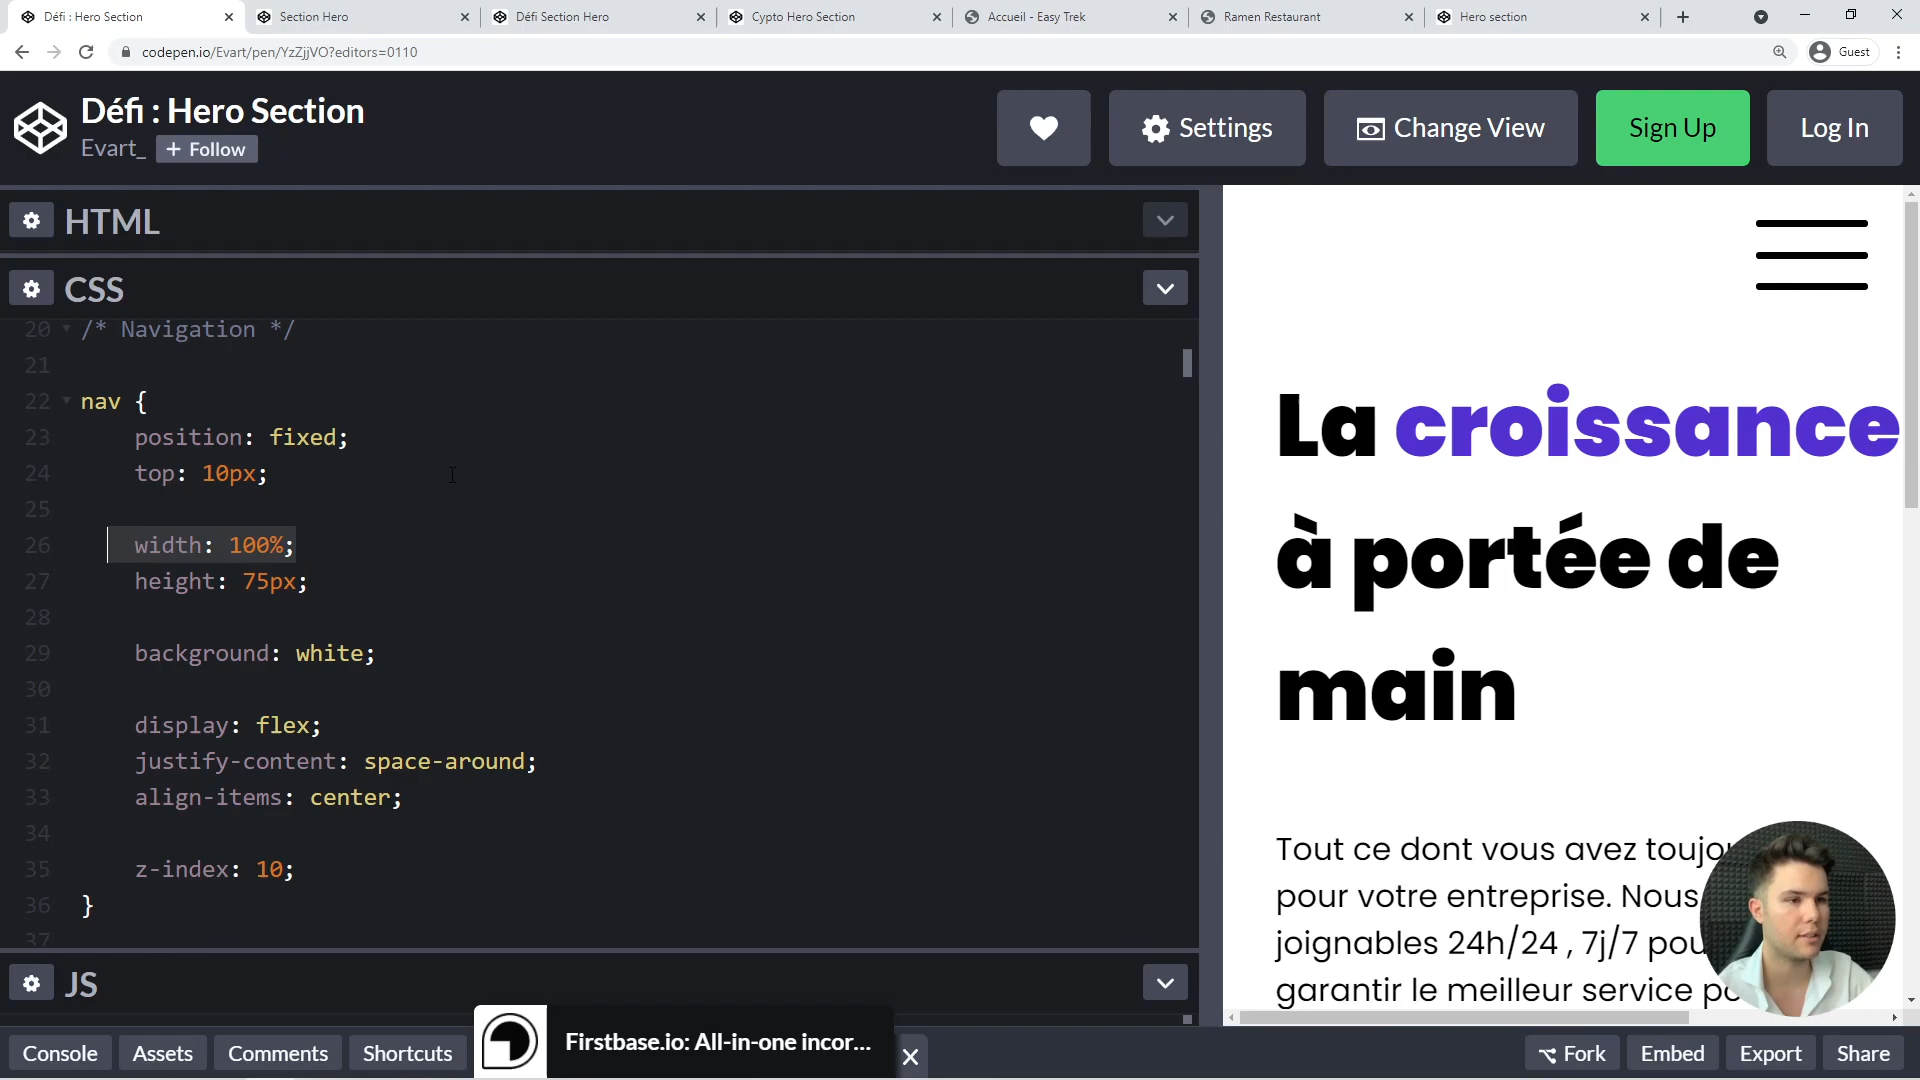 Défi : Hero Section
Section Hero
Défi Section Hero
Cypto Hero Section
Accueil - Easy Trek
Ramen Restaurant
Hero section
codepen.io/Evart/pen/YzZjjVO?editors=0110
Guest
Défi : Hero Section
Evart_
+ Follow
Settings
Change View
Sign Up
Log In
HTML
CSS
20 /* Navigation */
21
22 nav {
23 position: fixed;
24 top: 10px;
25
26 width: 100%;
27 height: 75px;
28
29 background: white;
30
31 display: flex;
32 justify-content: space-around;
33 align-items: center;
34
35 z-index: 10;
36 }
37
JS
La croissance
à portée de
main
Tout ce dont vous avez toujou
pour votre entreprise. Nous
joignables 24h/24 , 7j/7 pou
garantir le meilleur service po
Console
Assets
Comments
Shortcuts
Firstbase.io: All-in-one incor...
Fork
Embed
Export
Share